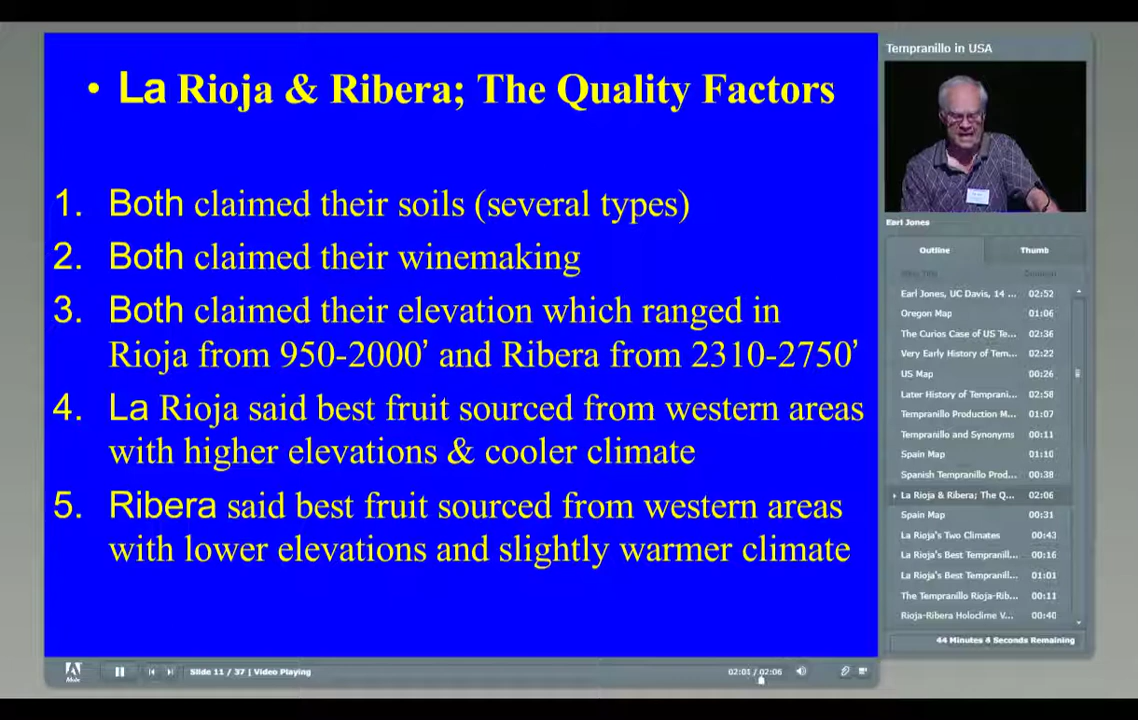 • La Rioja & Ribera; The Quality Factors
1. Both claimed their soils (several types)
2. Both claimed their winemaking
3. Both claimed their elevation which ranged in
Rioja from 950-2000’ and Ribera from 2310-2750’
4. La Rioja said best fruit sourced from western areas
with higher elevations & cooler climate
5. Ribera said best fruit sourced from western areas
with lower elevations and slightly warmer climate
Tempranillo in USA
Earl Jones
Outline Thumb
Earl Jones, UC Davis, 14 ... 02:52
Oregon Map 01:06
The Curios Case of US Te... 02:36
Very Early History of Tem... 02:22
US Map 00:26
Later History of Temprani... 02:58
Tempranillo Production M... 01:07
Tempranillo and Synonyms 00:11
Spain Map 01:10
Spanish Tempranillo Prod... 00:38
La Rioja & Ribera; The Q... 02:06
Spain Map 00:31
La Rioja's Two Climates 00:43
La Rioja's Best Tempranill... 00:16
La Rioja's Best Tempranill... 01:01
The Tempranillo Rioja-Rib... 00:11
Rioja-Ribera Holoclime V... 00:40
44 Minutes 4 Seconds Remaining
Slide 11 / 37 | Video Playing
02:01 / 02:06